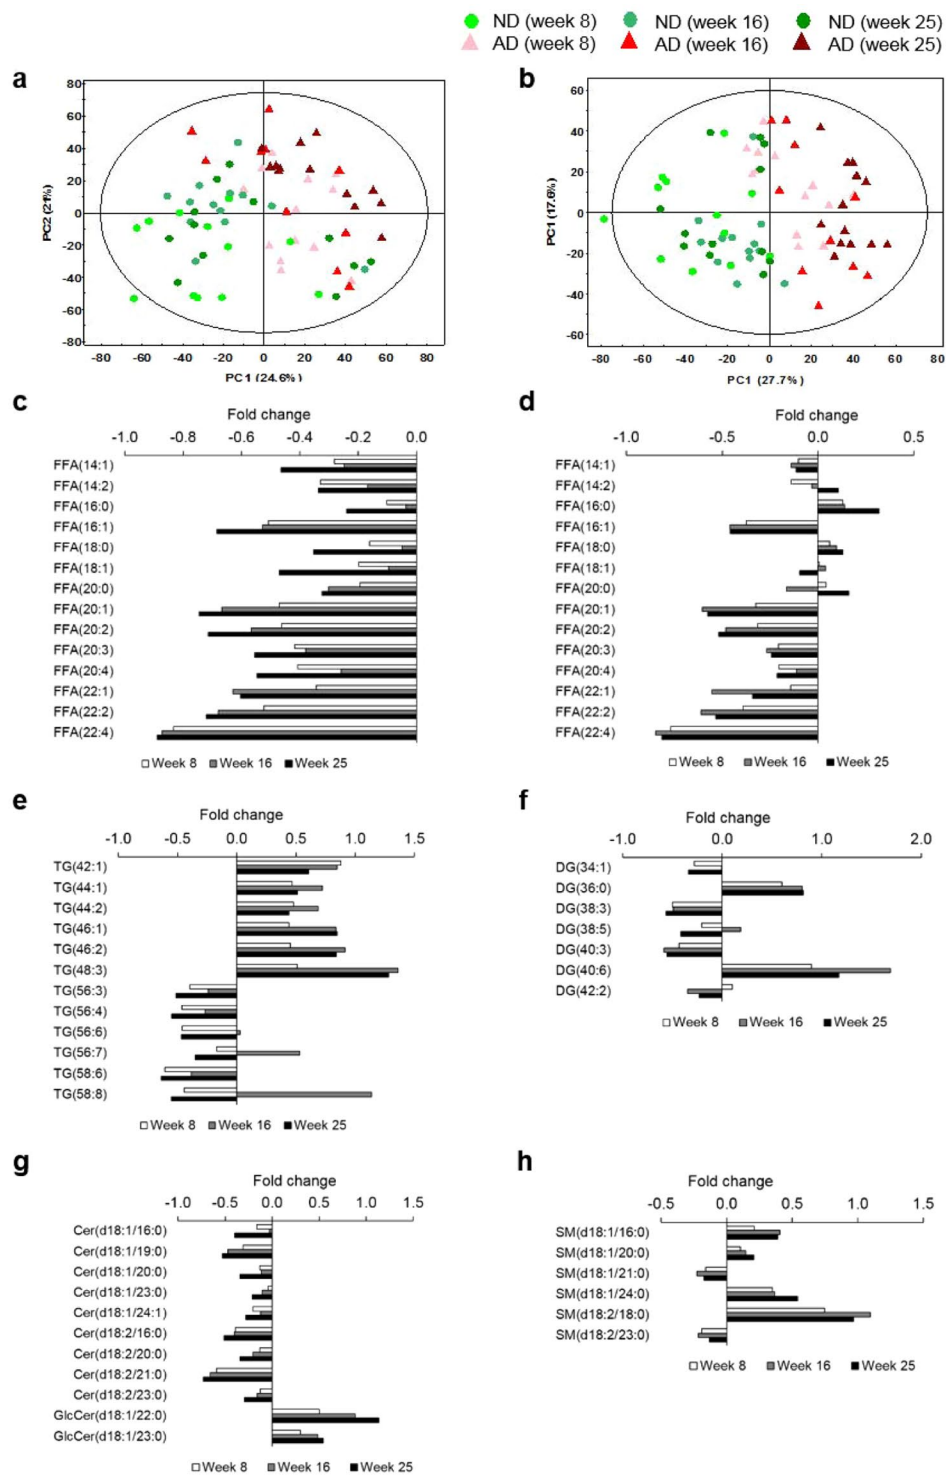 ND (week 8) ND (week 16) ND (week 25)
AD (week 8) AD (week 16) AD (week 25)
a
80
60
40
20
0
-20
-40
-60
-80
PC2 (21%)
-80 -60 -40 -20 0 20 40 60 80
PC1 (24.6%)
b
60
40
20
0
-20
-40
-60
PC1 (17.6%)
-80 -60 -40 -20 0 20 40 60 80
PC1 (27.7%)
c
Fold change
-1.0 -0.8 -0.6 -0.4 -0.2 0.0
FFA(14:1)
FFA(14:2)
FFA(16:0)
FFA(16:1)
FFA(18:0)
FFA(18:1)
FFA(20:0)
FFA(20:1)
FFA(20:2)
FFA(20:3)
FFA(20:4)
FFA(22:1)
FFA(22:2)
FFA(22:4)
Week 8 Week 16 Week 25
d
Fold change
-1.0 -0.5 0.0 0.5
FFA(14:1)
FFA(14:2)
FFA(16:0)
FFA(16:1)
FFA(18:0)
FFA(18:1)
FFA(20:0)
FFA(20:1)
FFA(20:2)
FFA(20:3)
FFA(20:4)
FFA(22:1)
FFA(22:2)
FFA(22:4)
Week 8 Week 16 Week 25
e
Fold change
-1.0 -0.5 0.0 0.5 1.0 1.5
TG(42:1)
TG(44:1)
TG(44:2)
TG(46:1)
TG(46:2)
TG(48:3)
TG(56:3)
TG(56:4)
TG(56:6)
TG(56:7)
TG(58:6)
TG(58:8)
Week 8 Week 16 Week 25
f
Fold change
-1.0 0.0 1.0 2.0
DG(34:1)
DG(36:0)
DG(38:3)
DG(38:5)
DG(40:3)
DG(40:6)
DG(42:2)
Week 8 Week 16 Week 25
g
Fold change
-1.0 -0.5 0.0 0.5 1.0 1.5
Cer(d18:1/16:0)
Cer(d18:1/19:0)
Cer(d18:1/20:0)
Cer(d18:1/23:0)
Cer(d18:1/24:1)
Cer(d18:2/16:0)
Cer(d18:2/20:0)
Cer(d18:2/21:0)
Cer(d18:2/23:0)
GlcCer(d18:1/22:0)
GlcCer(d18:1/23:0)
Week 8 Week 16 Week 25
h
Fold change
-0.5 0.0 0.5 1.0 1.5
SM(d18:1/16:0)
SM(d18:1/20:0)
SM(d18:1/21:0)
SM(d18:1/24:0)
SM(d18:2/18:0)
SM(d18:2/23:0)
Week 8 Week 16 Week 25